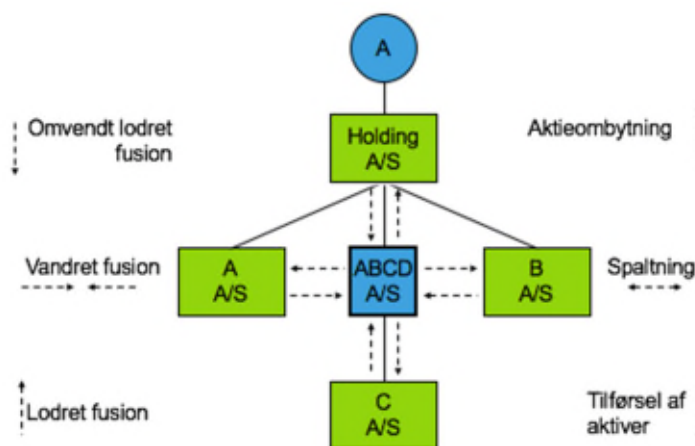 A
Omvendt lodret
fusion
Holding
A/S
Aktieombytning
Vandret fusion
A
A/S
ABCD
A/S
B
A/S
Spaltning
Lodret fusion
C
A/S
Tilførsel af
aktiver